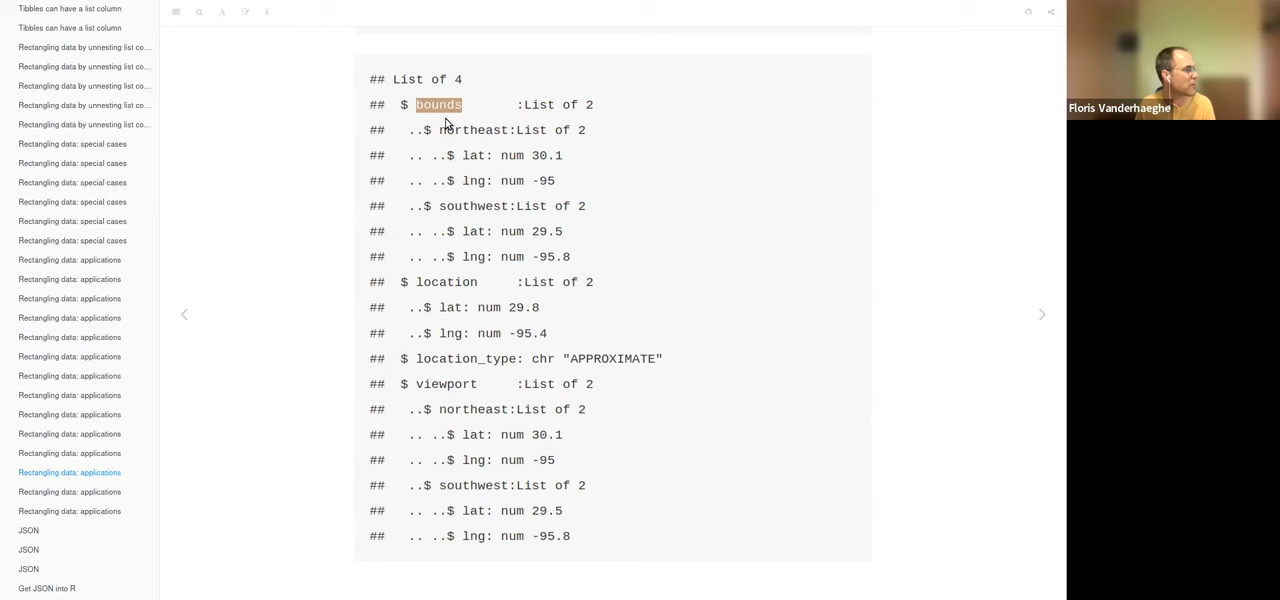 Tibbles can have a list column
Tibbles can have a list column
Rectangling data by unnesting list co…
Rectangling data by unnesting list co…
Rectangling data by unnesting list co…
Rectangling data by unnesting list co…
Rectangling data by unnesting list co…
Rectangling data: special cases
Rectangling data: special cases
Rectangling data: special cases
Rectangling data: special cases
Rectangling data: special cases
Rectangling data: special cases
Rectangling data: applications
Rectangling data: applications
Rectangling data: applications
Rectangling data: applications
Rectangling data: applications
Rectangling data: applications
Rectangling data: applications
Rectangling data: applications
Rectangling data: applications
Rectangling data: applications
Rectangling data: applications
Rectangling data: applications
Rectangling data: applications
Rectangling data: applications
JSON
JSON
JSON
Get JSON into R
A
## List of 4
## $ bounds :List of 2
## ..$ northeast:List of 2
## .. ..$ lat: num 30.1
## .. ..$ lng: num -95
## ..$ southwest:List of 2
## .. ..$ lat: num 29.5
## .. ..$ lng: num -95.8
## $ location :List of 2
## ..$ lat: num 29.8
## ..$ lng: num -95.4
## $ location_type: chr "APPROXIMATE"
## $ viewport :List of 2
## ..$ northeast:List of 2
## .. ..$ lat: num 30.1
## .. ..$ lng: num -95
## ..$ southwest:List of 2
## .. ..$ lat: num 29.5
## .. ..$ lng: num -95.8
Floris Vanderhaeghe